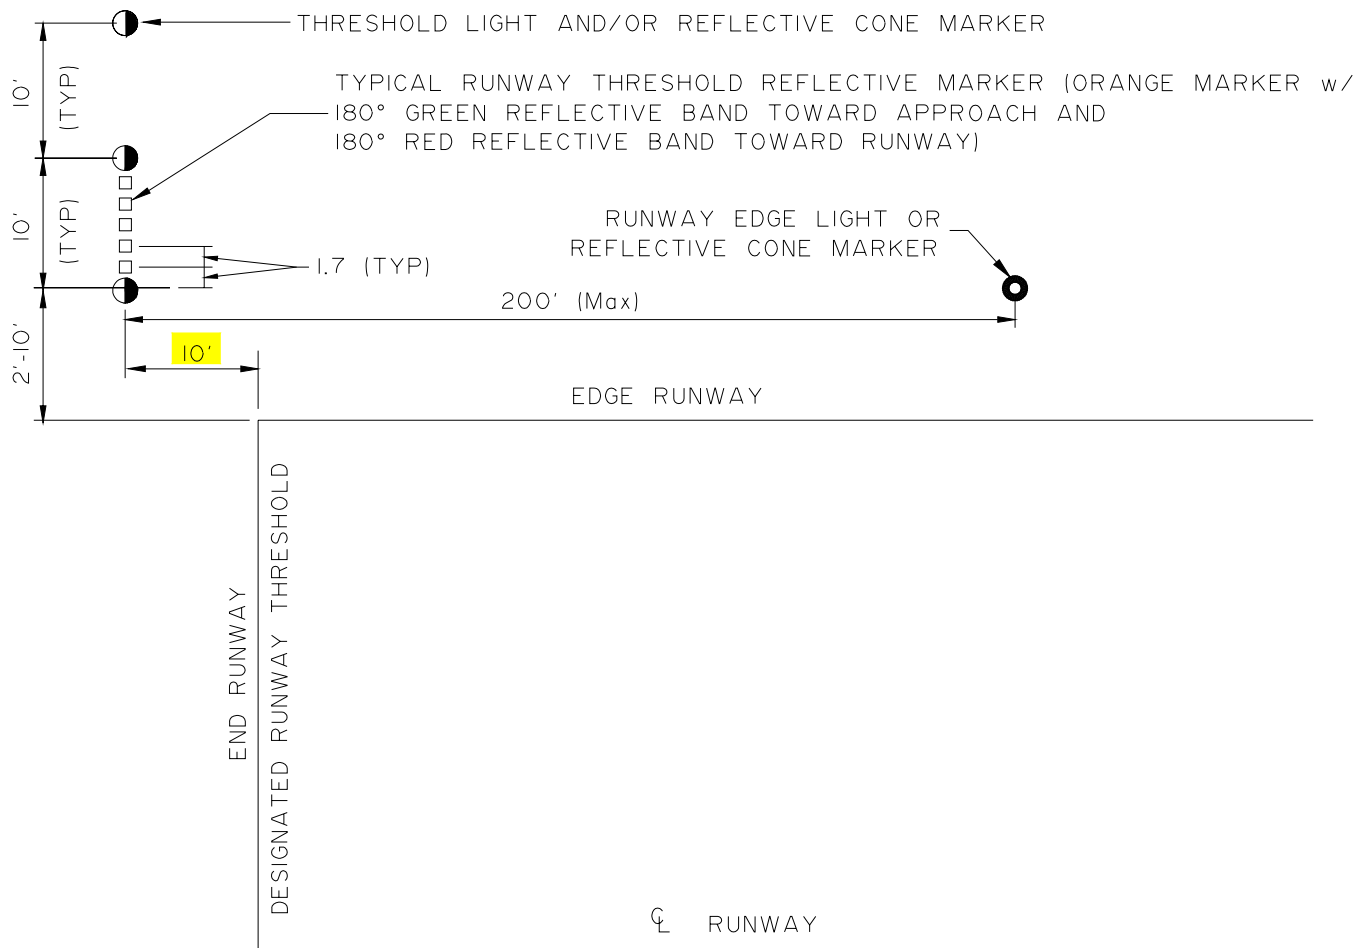 THRESHOLD LIGHT AND/OR REFLECTIVE CONE MARKER
10'
(TYP)
TYPICAL RUNWAY THRESHOLD REFLECTIVE MARKER (ORANGE MARKER w/
180° GREEN REFLECTIVE BAND TOWARD APPROACH AND
180° RED REFLECTIVE BAND TOWARD RUNWAY)
10'
(TYP)
RUNWAY EDGE LIGHT OR
REFLECTIVE CONE MARKER
1.7 (TYP)
200' (Max)
2'-10'
10'
EDGE RUNWAY
END RUNWAY
DESIGNATED RUNWAY THRESHOLD
℄ RUNWAY